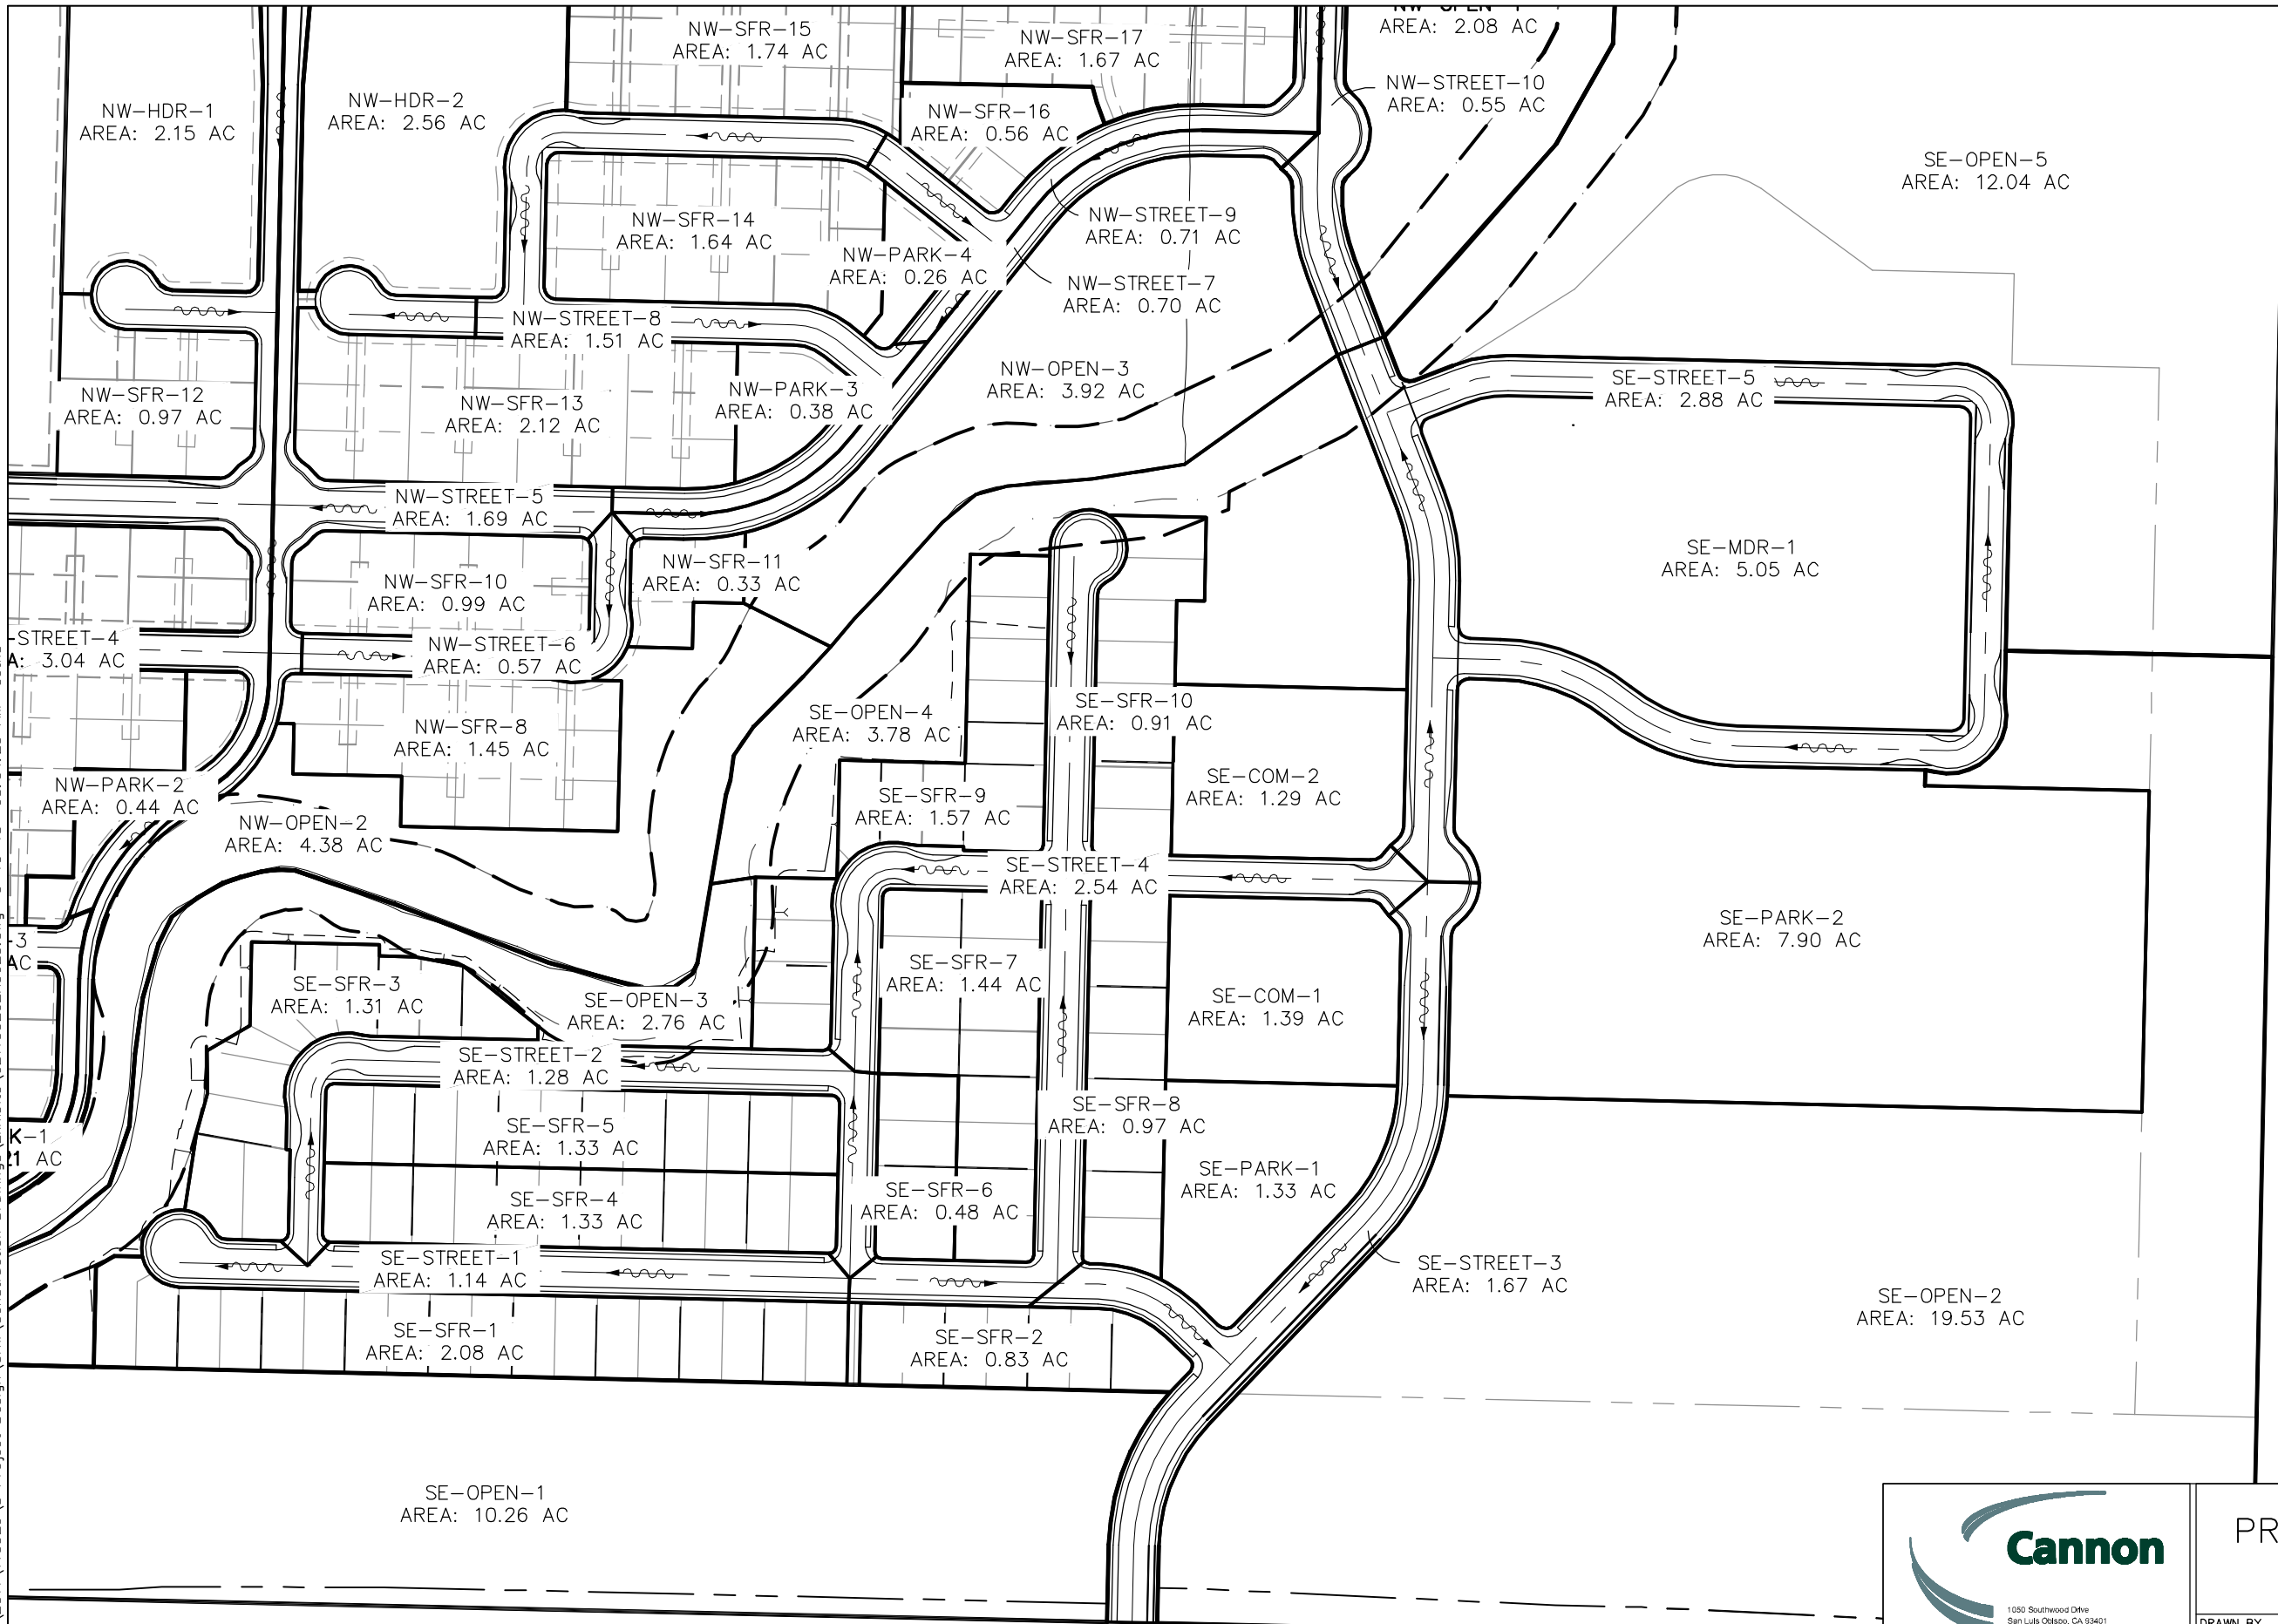 NW-SFR-15
AREA: 1.74 AC
NW-SFR-17
AREA: 1.67 AC
AREA: 2.08 AC
NW-STREET-10
AREA: 0.55 AC
NW-HDR-1
AREA: 2.15 AC
NW-HDR-2
AREA: 2.56 AC
NW-SFR-16
AREA: 0.56 AC
SE-OPEN-5
AREA: 12.04 AC
NW-SFR-14
AREA: 1.64 AC
NW-STREET-9
AREA: 0.71 AC
NW-PARK-4
AREA: 0.26 AC
NW-STREET-7
AREA: 0.70 AC
NW-STREET-8
AREA: 1.51 AC
NW-OPEN-3
AREA: 3.92 AC
NW-SFR-12
AREA: 0.97 AC
NW-SFR-13
AREA: 2.12 AC
NW-PARK-3
AREA: 0.38 AC
SE-STREET-5
AREA: 2.88 AC
NW-STREET-5
AREA: 1.69 AC
NW-SFR-11
AREA: 0.33 AC
SE-MDR-1
AREA: 5.05 AC
NW-SFR-10
AREA: 0.99 AC
-STREET-4
A: 3.04 AC
NW-STREET-6
AREA: 0.57 AC
NW-SFR-8
AREA: 1.45 AC
SE-OPEN-4
AREA: 3.78 AC
SE-SFR-10
AREA: 0.91 AC
NW-PARK-2
AREA: 0.44 AC
SE-COM-2
AREA: 1.29 AC
SE-SFR-9
AREA: 1.57 AC
NW-OPEN-2
AREA: 4.38 AC
SE-STREET-4
AREA: 2.54 AC
SE-PARK-2
AREA: 7.90 AC
-3
AC
SE-SFR-3
AREA: 1.31 AC
SE-OPEN-3
AREA: 2.76 AC
SE-SFR-7
AREA: 1.44 AC
SE-COM-1
AREA: 1.39 AC
SE-STREET-2
AREA: 1.28 AC
SE-SFR-5
AREA: 1.33 AC
SE-SFR-8
AREA: 0.97 AC
K-1
21 AC
SE-SFR-4
AREA: 1.33 AC
SE-SFR-6
AREA: 0.48 AC
SE-PARK-1
AREA: 1.33 AC
SE-STREET-1
AREA: 1.14 AC
SE-STREET-3
AREA: 1.67 AC
SE-OPEN-2
AREA: 19.53 AC
SE-SFR-1
AREA: 2.08 AC
SE-SFR-2
AREA: 0.83 AC
SE-OPEN-1
AREA: 10.26 AC
Cannon
PR
1050 Southwood Drive
San Luis Obispo, CA 93401
DRAWN BY